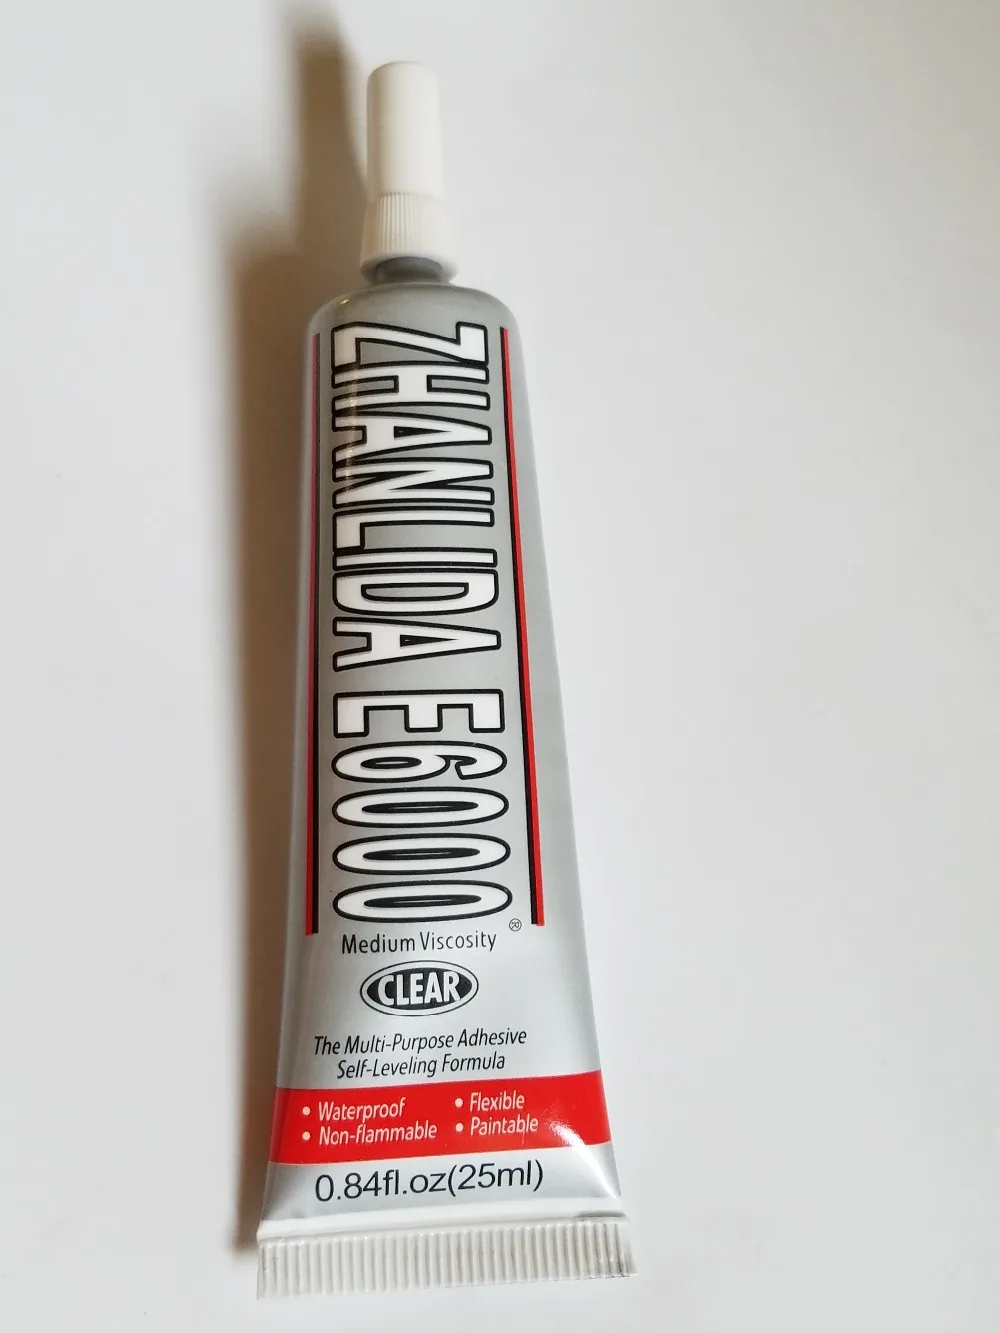 ZHANLIDA E6000®
Medium Viscosity
CLEAR
The Multi-Purpose Adhesive
Self-Leveling Formula
• Waterproof • Flexible
• Non-flammable • Paintable
0.84fl.oz(25ml)